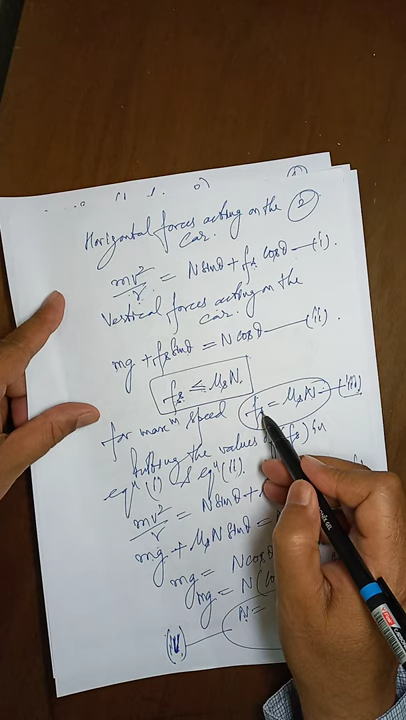 2
Horizontal forces acting on the
car.
mv²/r = N sinθ + fs cosθ —(i).
Vertical forces acting on the
car.
mg + fs sinθ = N cosθ —(ii).
fs ≤ μsN.
for maxᵐ speed fs = μsN — (iii)
Putting the values of (fs) in
eqⁿ (i) & eqⁿ (ii).
mv²/r = N sinθ +
mg + μsN sinθ =
mg = N cosθ
mg = N (
N =
(iv)